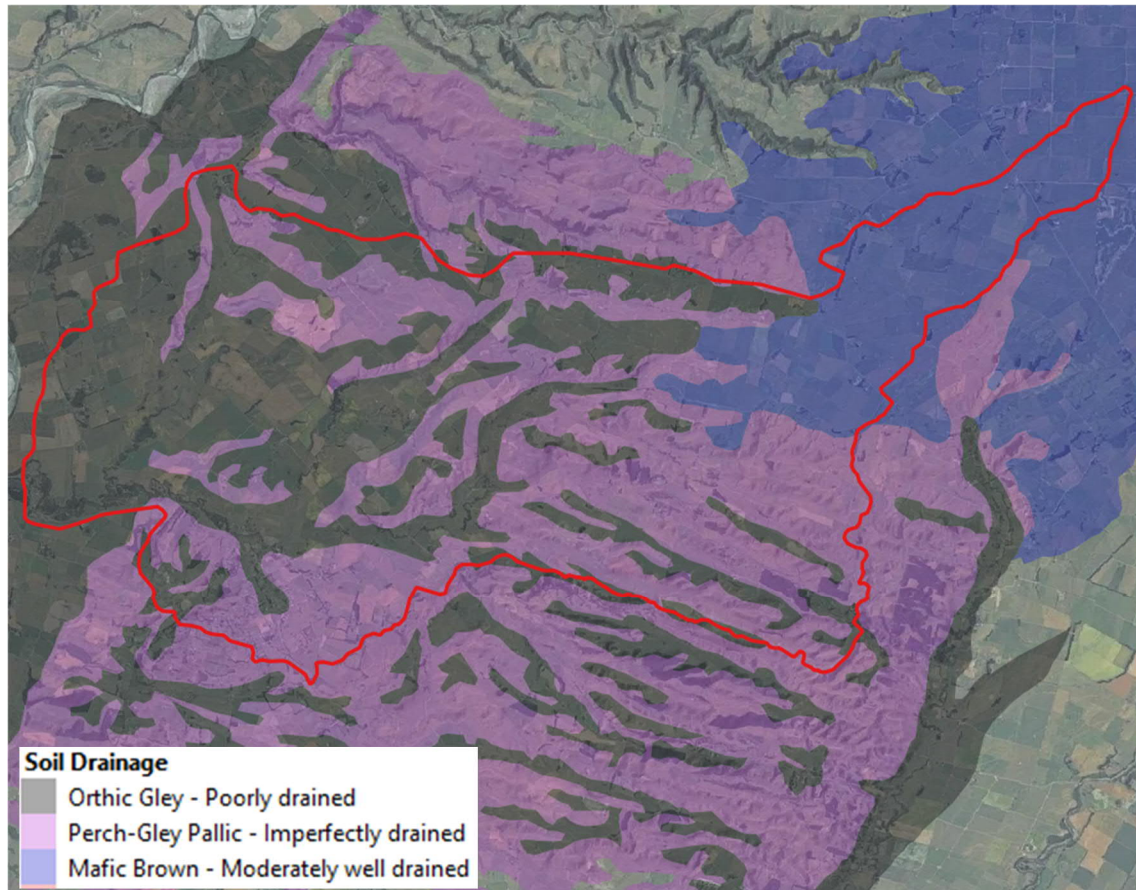 Soil Drainage
Orthic Gley - Poorly drained
Perch-Gley Pallic - Imperfectly drained
Mafic Brown - Moderately well drained